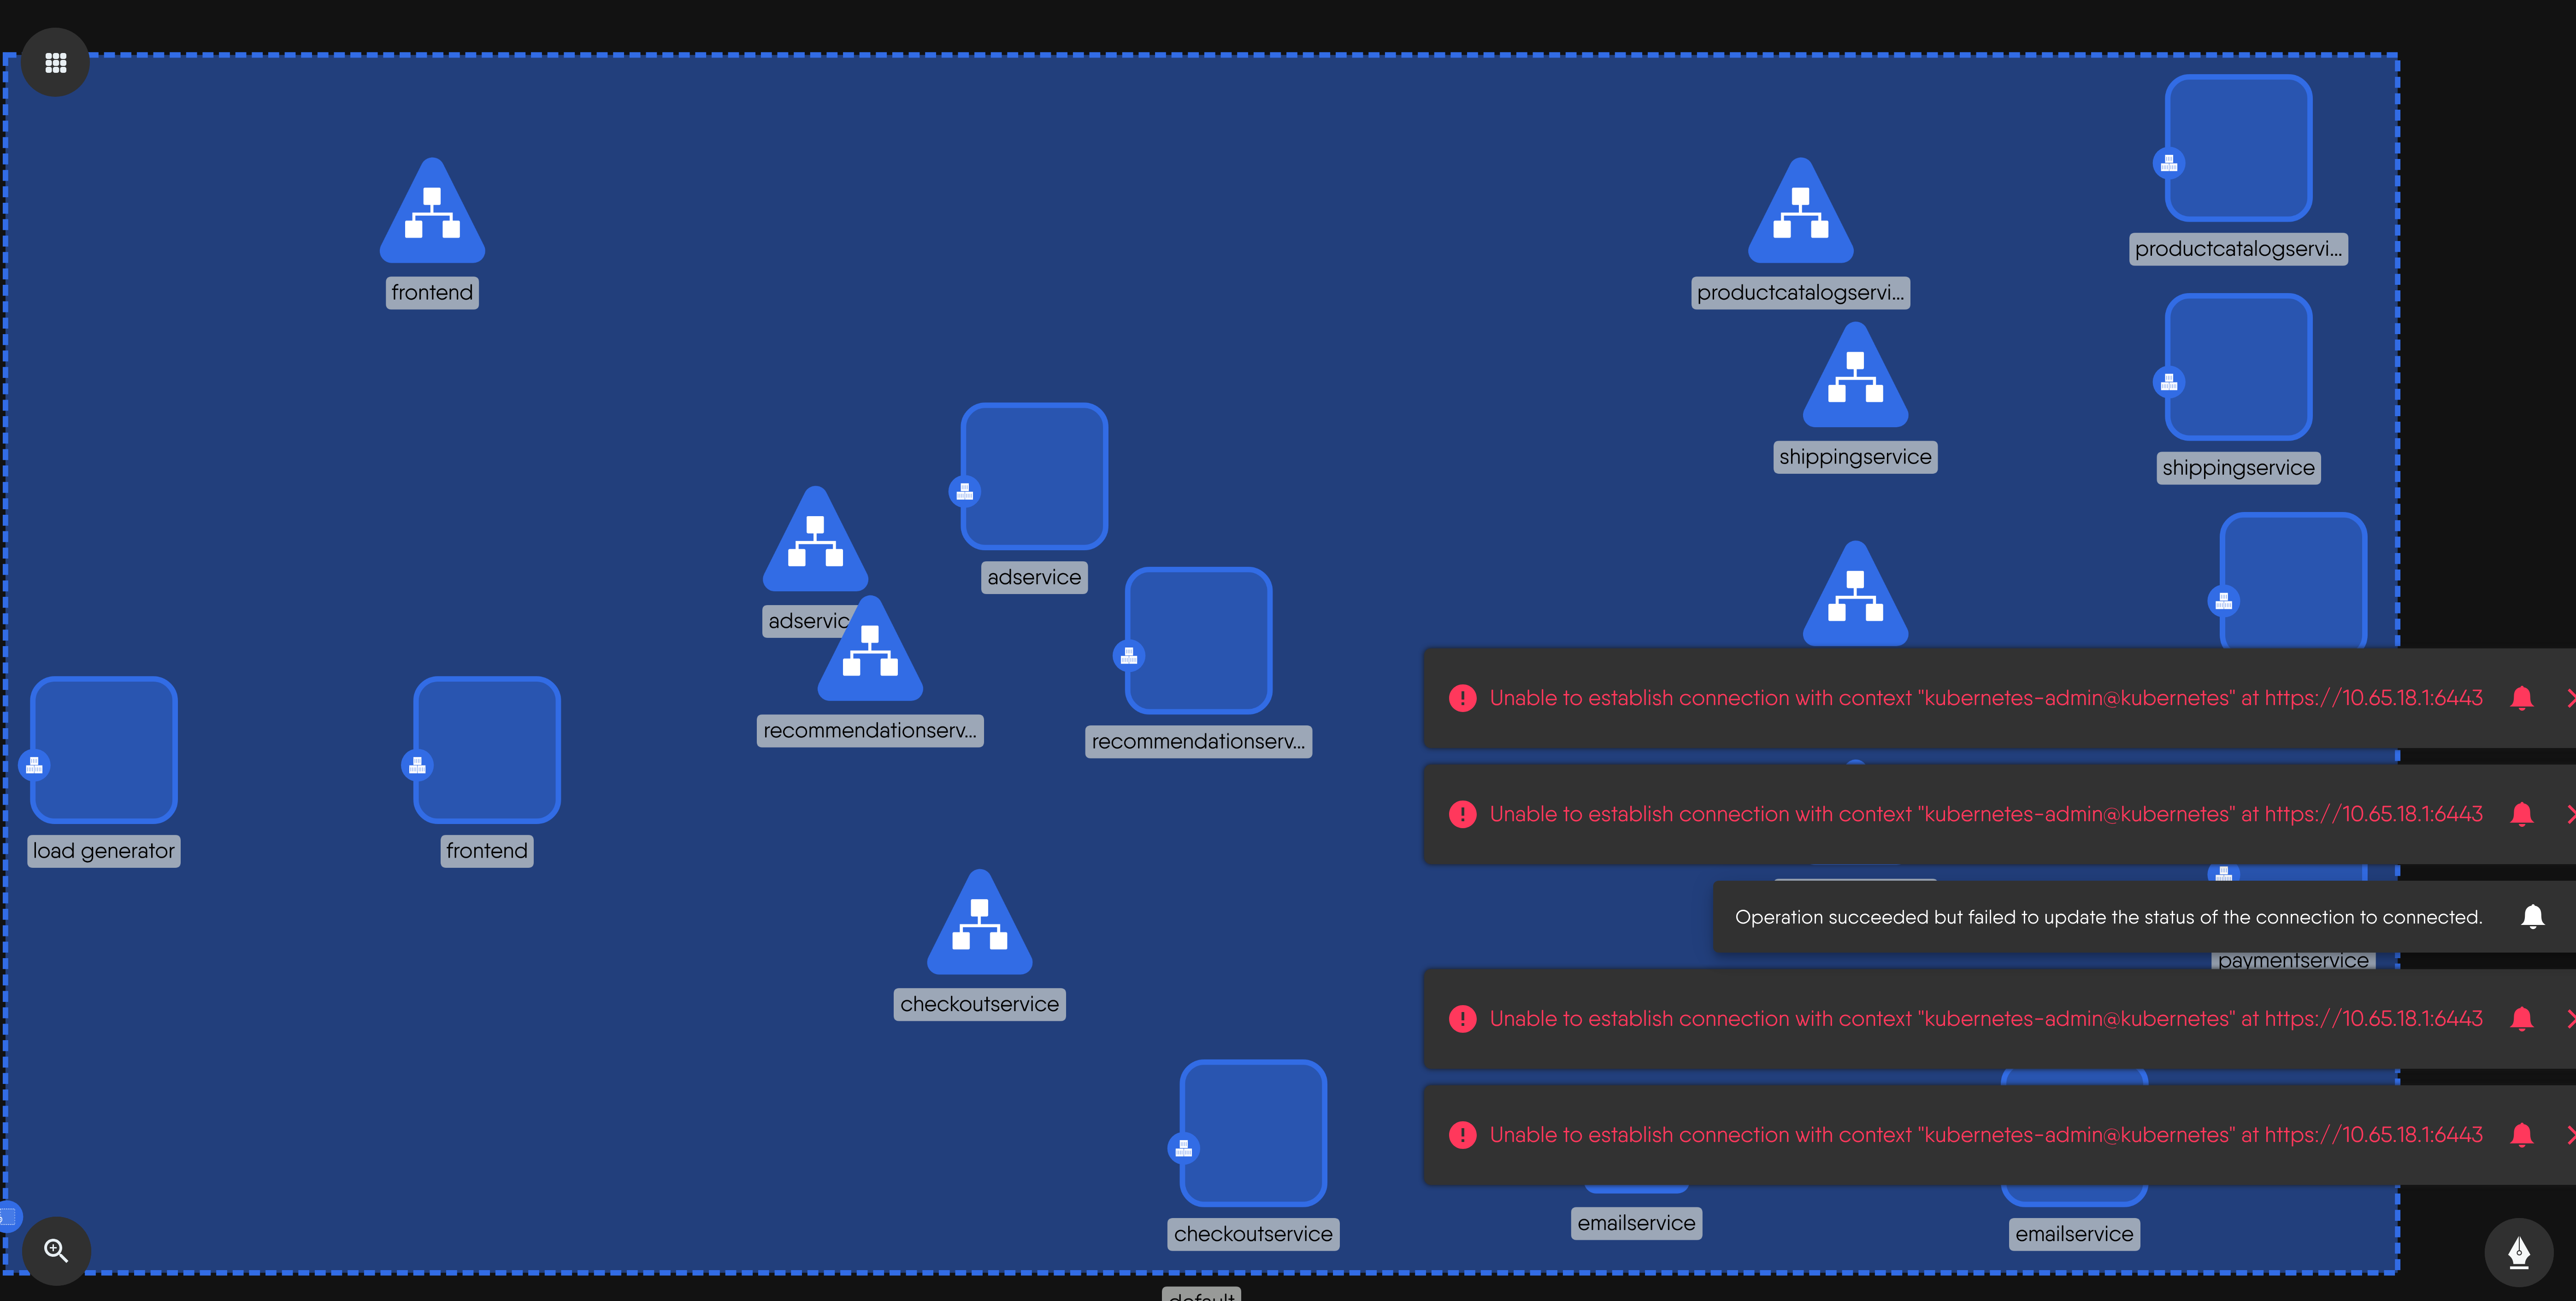 frontend
productcatalogservi...
productcatalogservi...
shippingservice
shippingservice
adservice
adservic
recommendationserv...
recommendationserv...
Unable to establish connection with context "kubernetes-admin@kubernetes" at https://10.65.18.1:6443
Unable to establish connection with context "kubernetes-admin@kubernetes" at https://10.65.18.1:6443
load generator
frontend
Operation succeeded but failed to update the status of the connection to connected.
paymentservice
checkoutservice
Unable to establish connection with context "kubernetes-admin@kubernetes" at https://10.65.18.1:6443
Unable to establish connection with context "kubernetes-admin@kubernetes" at https://10.65.18.1:6443
checkoutservice
emailservice
emailservice
default